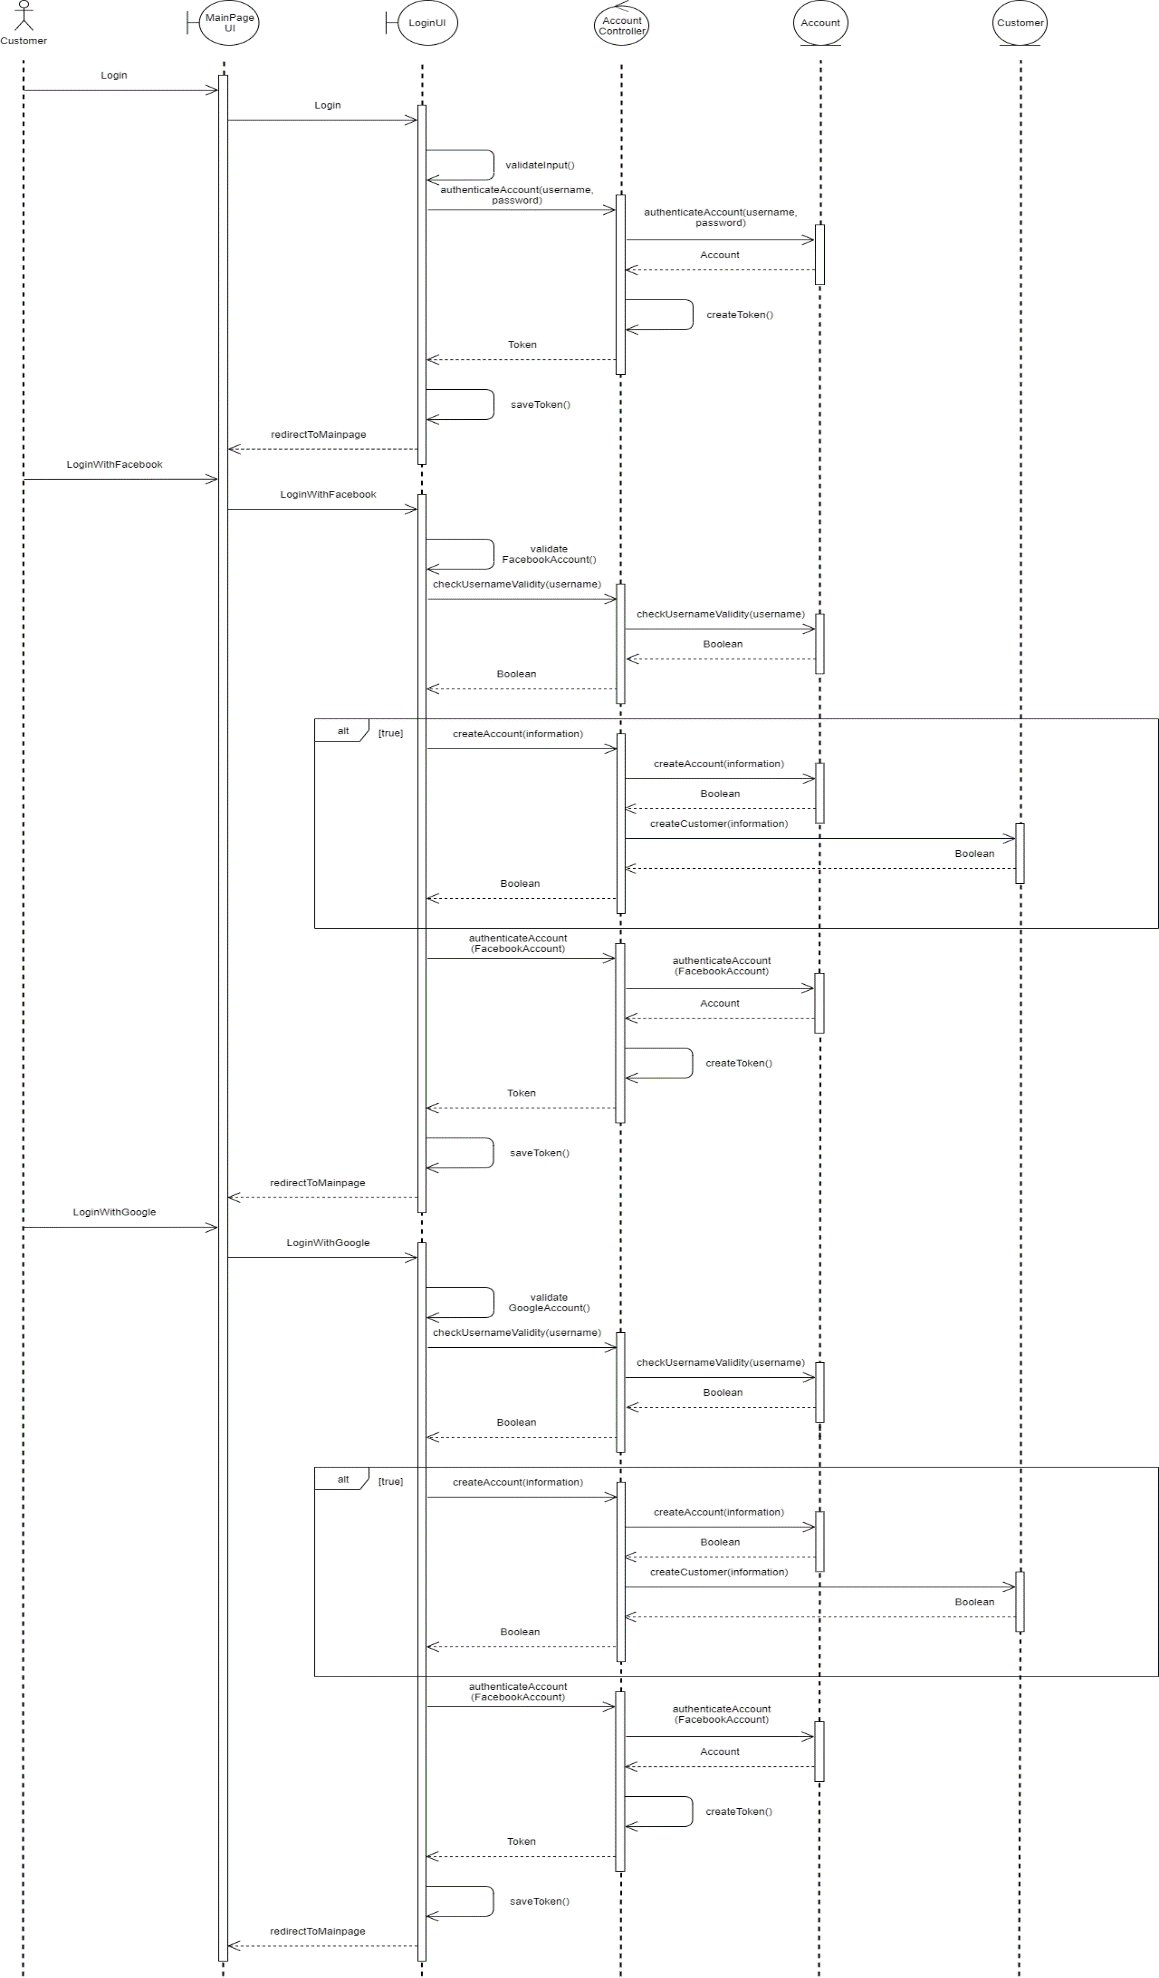 Customer
MainPage
UI
LoginUI
Account
Controller
Account
Customer
Login
Login
validateInput()
authenticateAccount(username,
password)
authenticateAccount(username,
password)
Account
createToken()
Token
saveToken()
redirectToMainpage
LoginWithFacebook
LoginWithFacebook
validate
FacebookAccount()
checkUsernameValidity(username)
checkUsernameValidity(username)
Boolean
Boolean
alt
[true]
createAccount(information)
createAccount(information)
Boolean
createCustomer(information)
Boolean
Boolean
authenticateAccount
(FacebookAccount)
authenticateAccount
(FacebookAccount)
Account
createToken()
Token
saveToken()
redirectToMainpage
LoginWithGoogle
LoginWithGoogle
validate
GoogleAccount()
checkUsernameValidity(username)
checkUsernameValidity(username)
Boolean
Boolean
alt
[true]
createAccount(information)
createAccount(information)
Boolean
createCustomer(information)
Boolean
Boolean
authenticateAccount
(FacebookAccount)
authenticateAccount
(FacebookAccount)
Account
createToken()
Token
saveToken()
redirectToMainpage